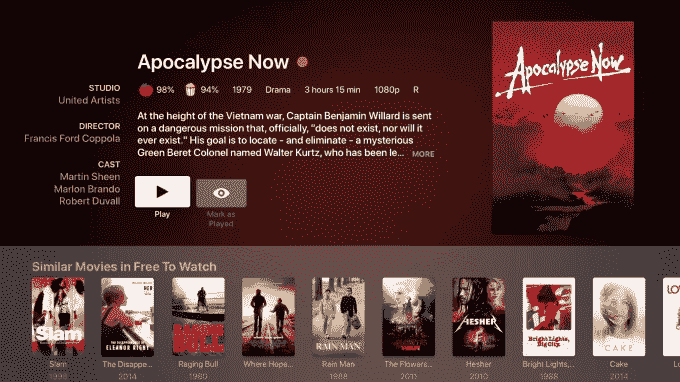 Apocalypse Now
98% 94% 1979 Drama 3 hours 15 min 1080p R
STUDIO
United Artists
DIRECTOR
Francis Ford Coppola
CAST
Martin Sheen
Marlon Brando
Robert Duvall
At the height of the Vietnam war, Captain Benjamin Willard is sent
on a dangerous mission that, officially, "does not exist, nor will it
ever exist." His goal is to locate - and eliminate - a mysterious
Green Beret Colonel named Walter Kurtz, who has been le... MORE
Play
Mark as
Played
Apocalypse Now
Similar Movies in Free To Watch
Slam
THE DISAPPEARANCE OF
ELEANOR RIGBY
RAGING BULL
RAIN MAN
HESHER
Bright Lights,
Big City
CAKE
LO
Slam The Disappe... Raging Bull Where Hope... Rain Man The Flowers... Hesher Bright Lights,... Cake Lu
2014 1980 1988 2011 2010 1988 2014